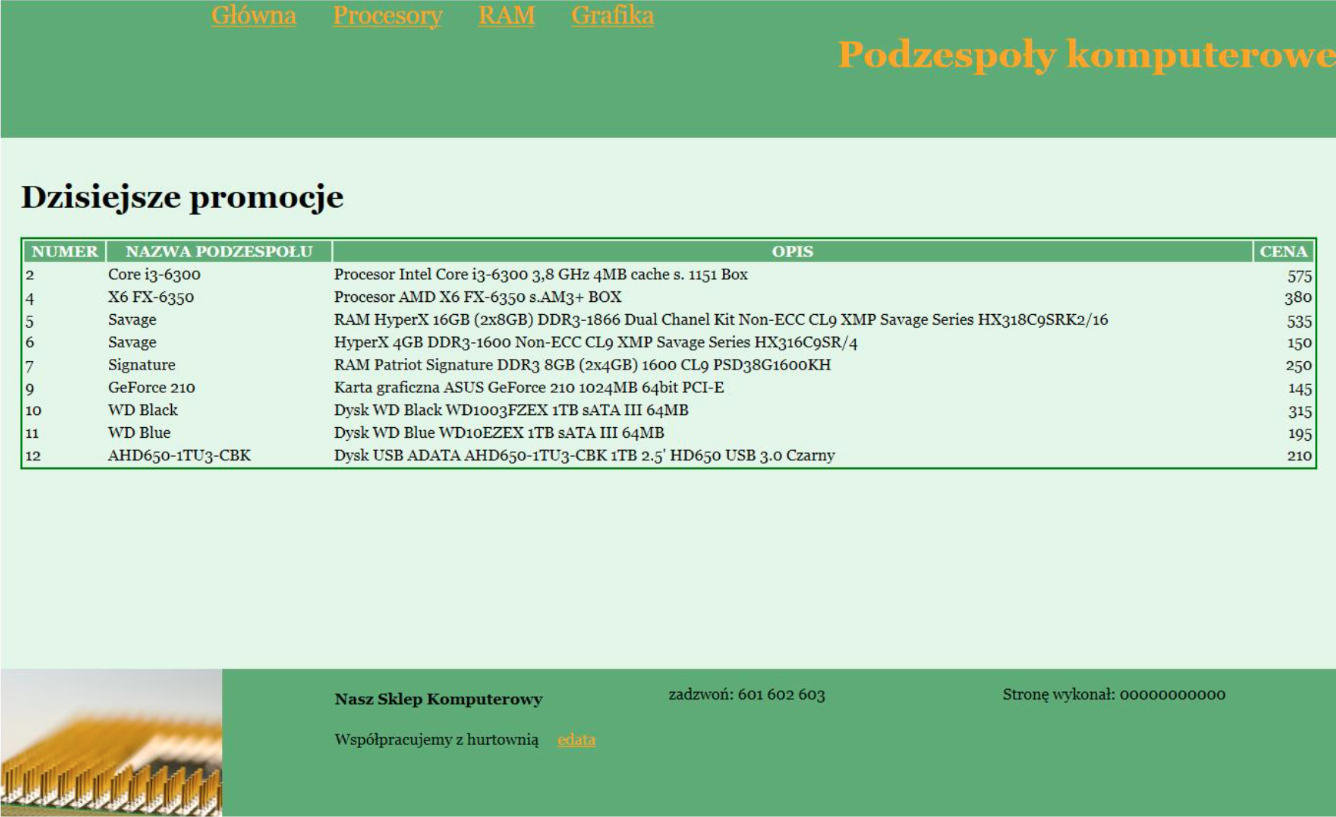 Główna Procesory RAM Grafika
Podzespoły komputerowe
Dzisiejsze promocje
NUMER NAZWA PODZESPOŁU OPIS CENA
2 Core i3-6300 Procesor Intel Core i3-6300 3,8 GHz 4MB cache s. 1151 Box 575
4 X6 FX-6350 Procesor AMD X6 FX-6350 s.AM3+ BOX 380
5 Savage RAM HyperX 16GB (2x8GB) DDR3-1866 Dual Chanel Kit Non-ECC CL9 XMP Savage Series HX318C9SRK2/16 535
6 Savage HyperX 4GB DDR3-1600 Non-ECC CL9 XMP Savage Series HX316C9SR/4 150
7 Signature RAM Patriot Signature DDR3 8GB (2x4GB) 1600 CL9 PSD38G1600KH 250
9 GeForce 210 Karta graficzna ASUS GeForce 210 1024MB 64bit PCI-E 145
10 WD Black Dysk WD Black WD1003FZEX 1TB sATA III 64MB 315
11 WD Blue Dysk WD Blue WD10EZEX 1TB sATA III 64MB 195
12 AHD650-1TU3-CBK Dysk USB ADATA AHD650-1TU3-CBK 1TB 2.5' HD650 USB 3.0 Czarny 210
Nasz Sklep Komputerowy zadzwoń: 601 602 603 Stronę wykonał: 00000000000
Współpracujemy z hurtownią edata